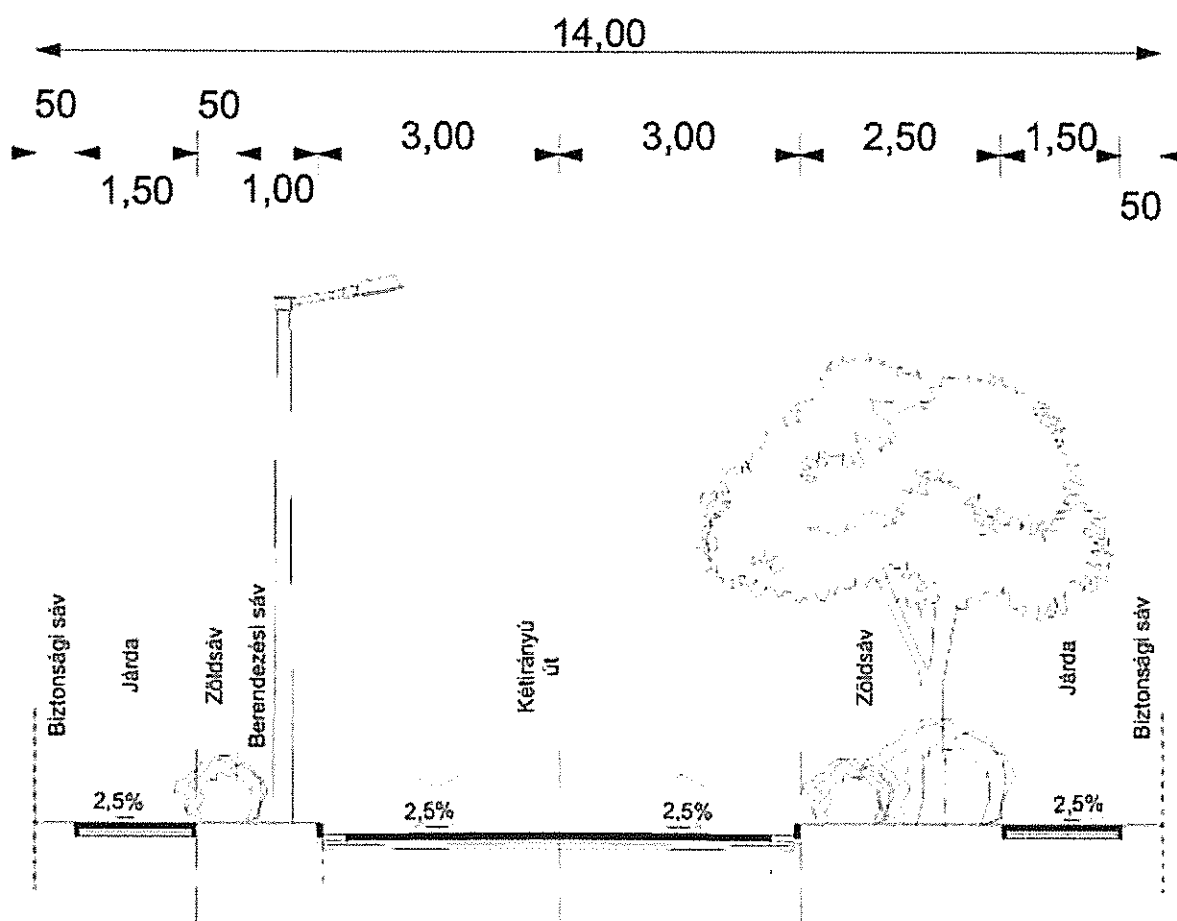 14,00
50
50
3,00
3,00
2,50
1,50
1,50
1,00
50
Biztonsági sáv
Járda
Zöldsáv
Berendezési sáv
Kétirányú
út
Zöldsáv
Járda
Biztonsági sáv
2,5%
2,5%
2,5%
2,5%